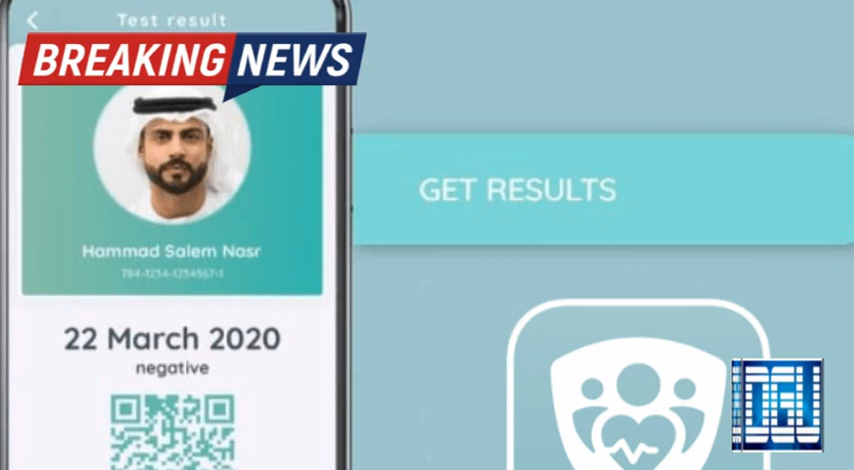 Test result
BREAKING NEWS
GET RESULTS
Hammad Salem Nasr
784-1234-1234567-1
22 March 2020
negative